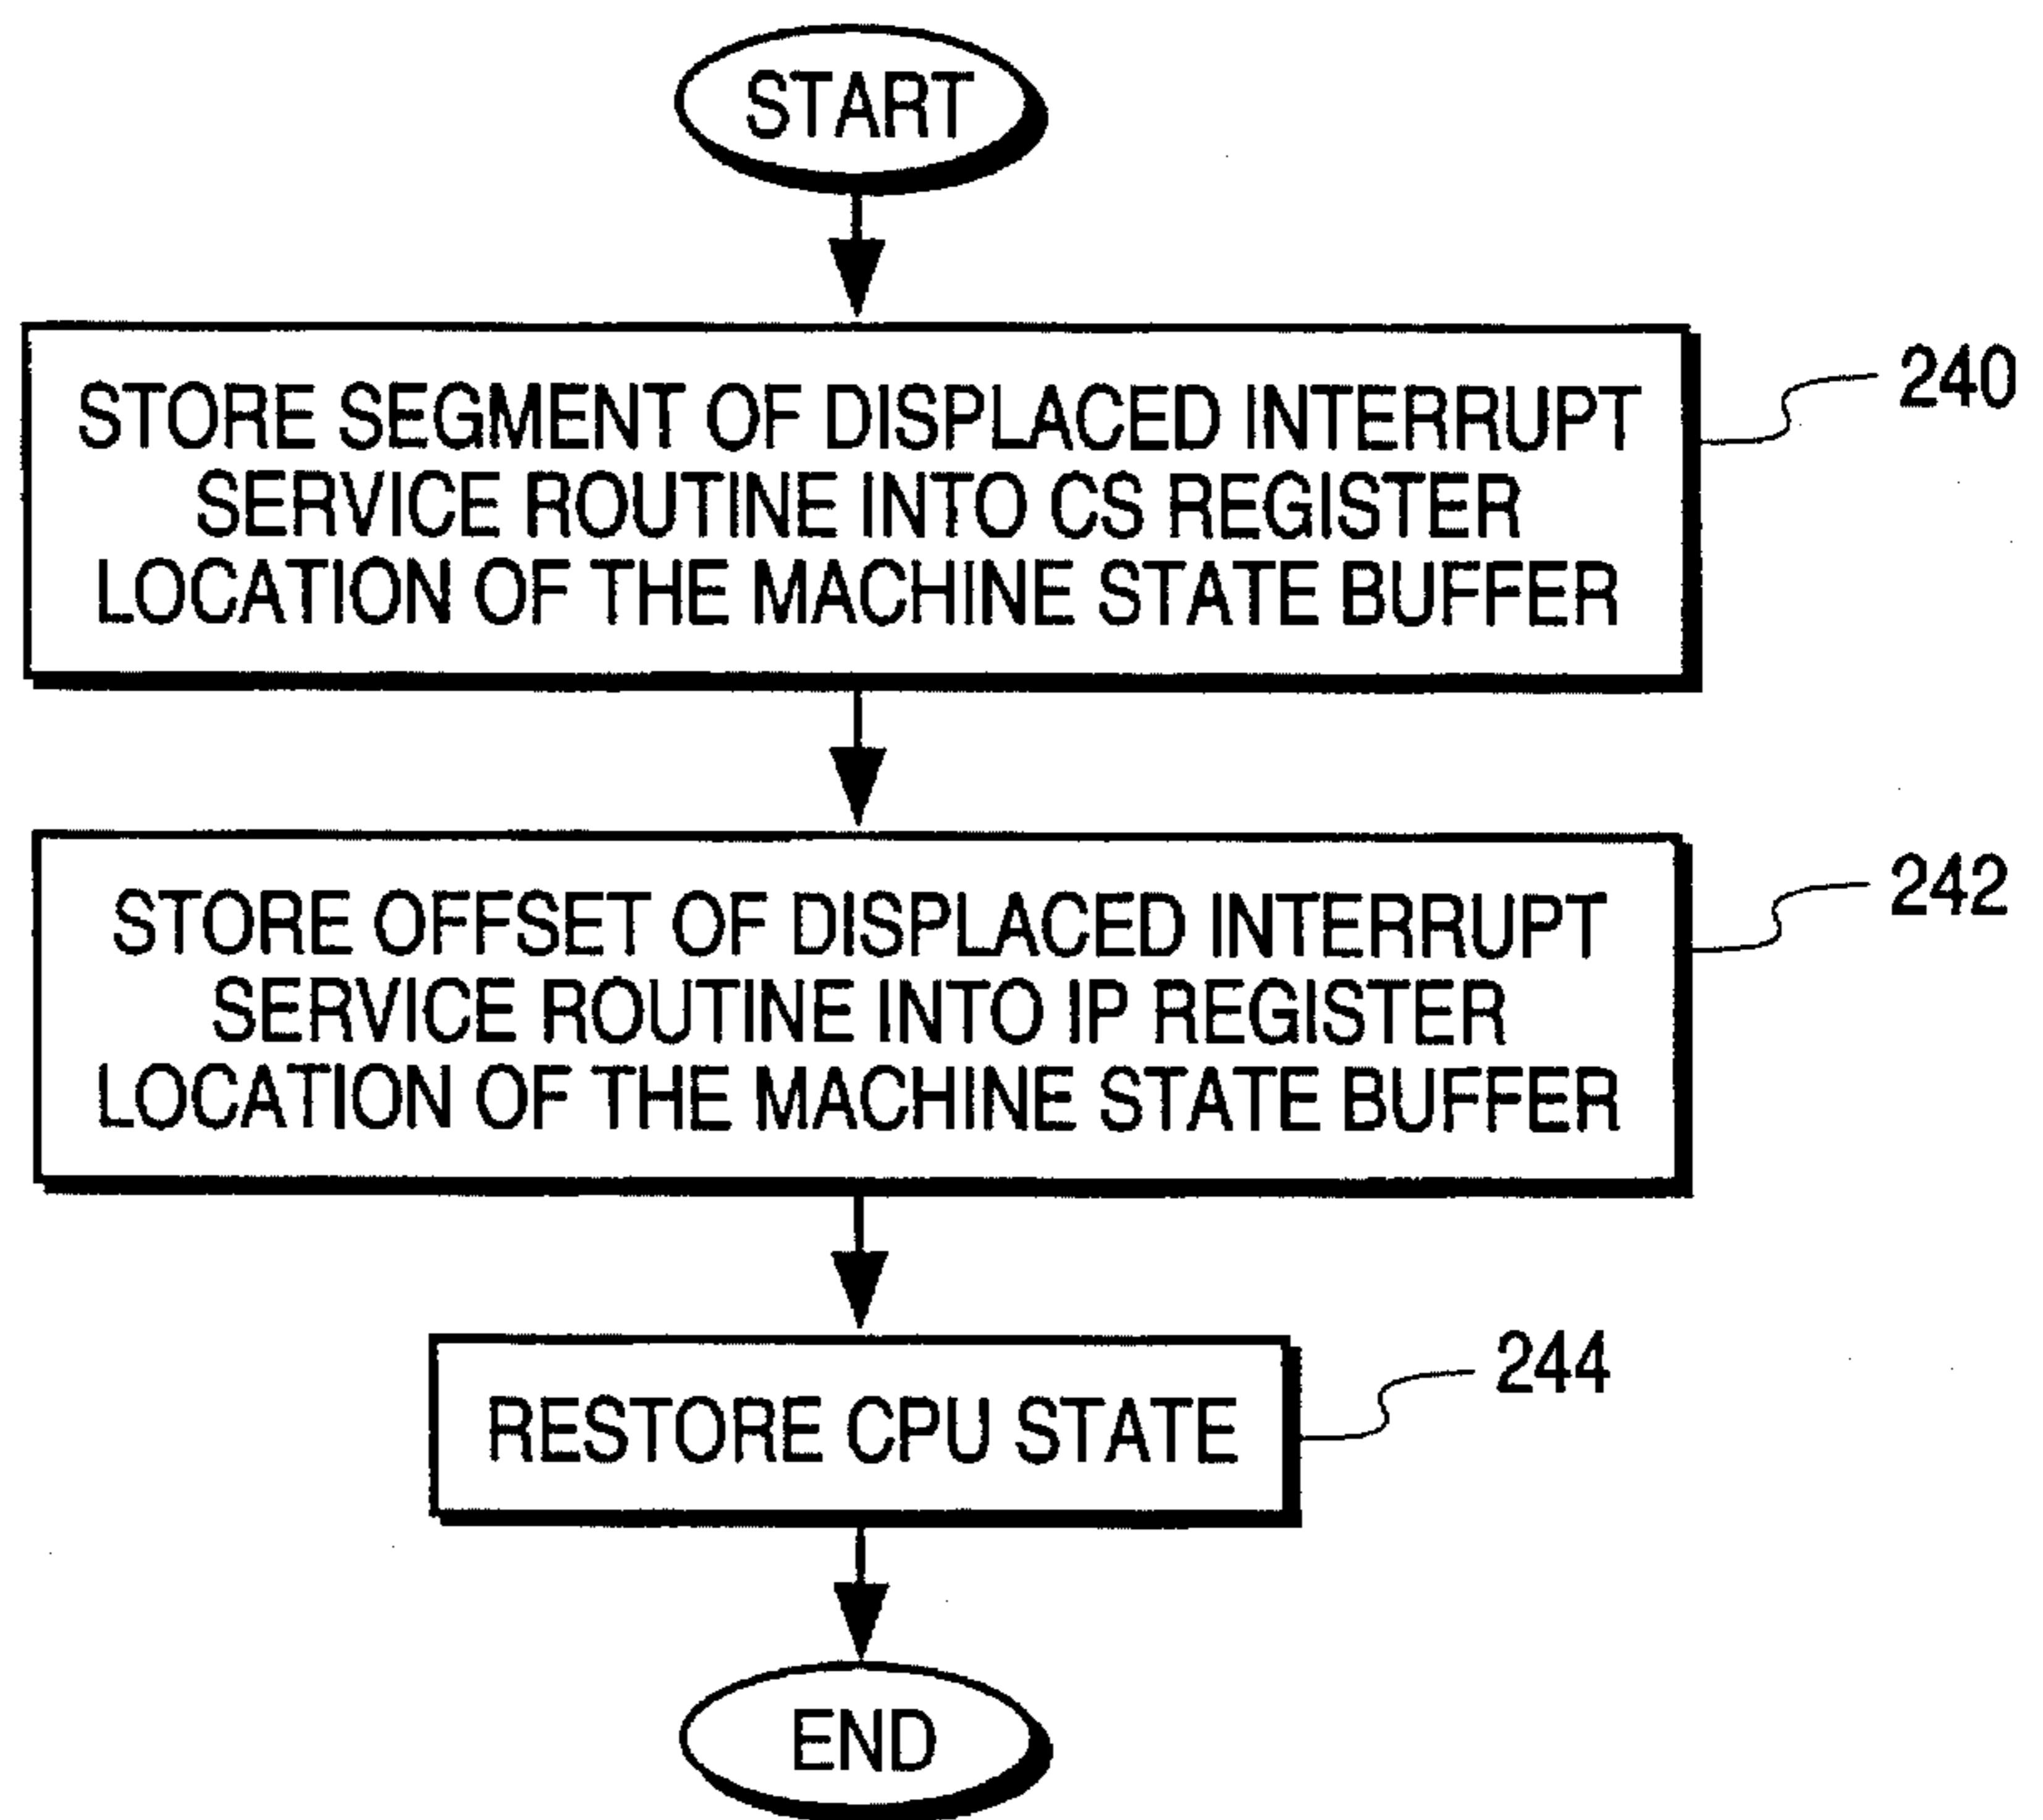 START
STORE SEGMENT OF DISPLACED INTERRUPT
SERVICE ROUTINE INTO CS REGISTER
LOCATION OF THE MACHINE STATE BUFFER
240
STORE OFFSET OF DISPLACED INTERRUPT
SERVICE ROUTINE INTO IP REGISTER
LOCATION OF THE MACHINE STATE BUFFER
242
RESTORE CPU STATE
244
END